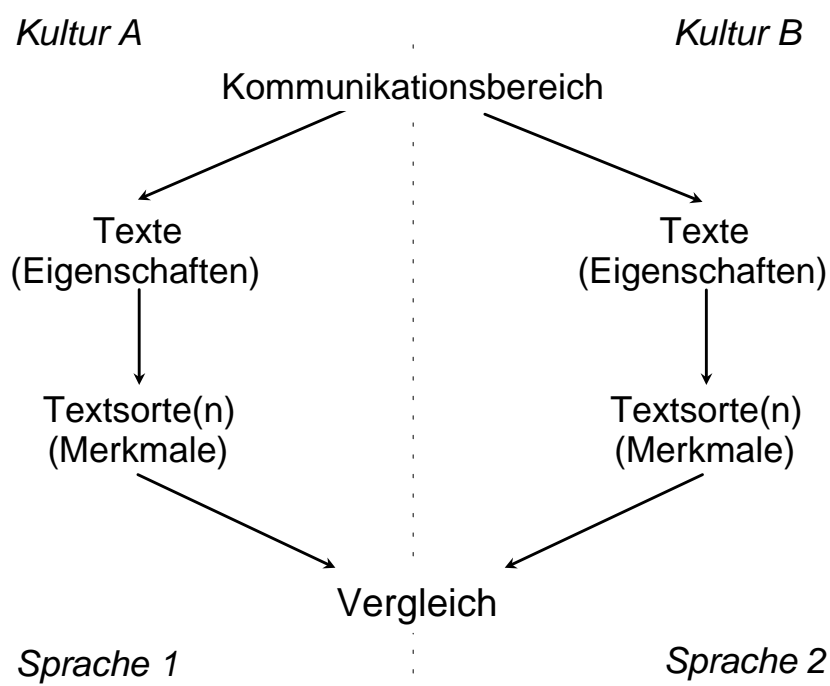 Kultur A
Kultur B
Kommunikationsbereich
Texte
(Eigenschaften)
Texte
(Eigenschaften)
Textsorte(n)
(Merkmale)
Textsorte(n)
(Merkmale)
Vergleich
Sprache 1
Sprache 2